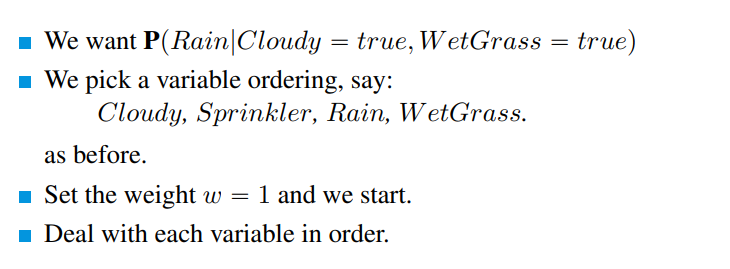 We want P(Rain|Cloudy = true, WetGrass = true)
We pick a variable ordering, say:
Cloudy, Sprinkler, Rain, WetGrass.
as before.
Set the weight w = 1 and we start.
Deal with each variable in order.